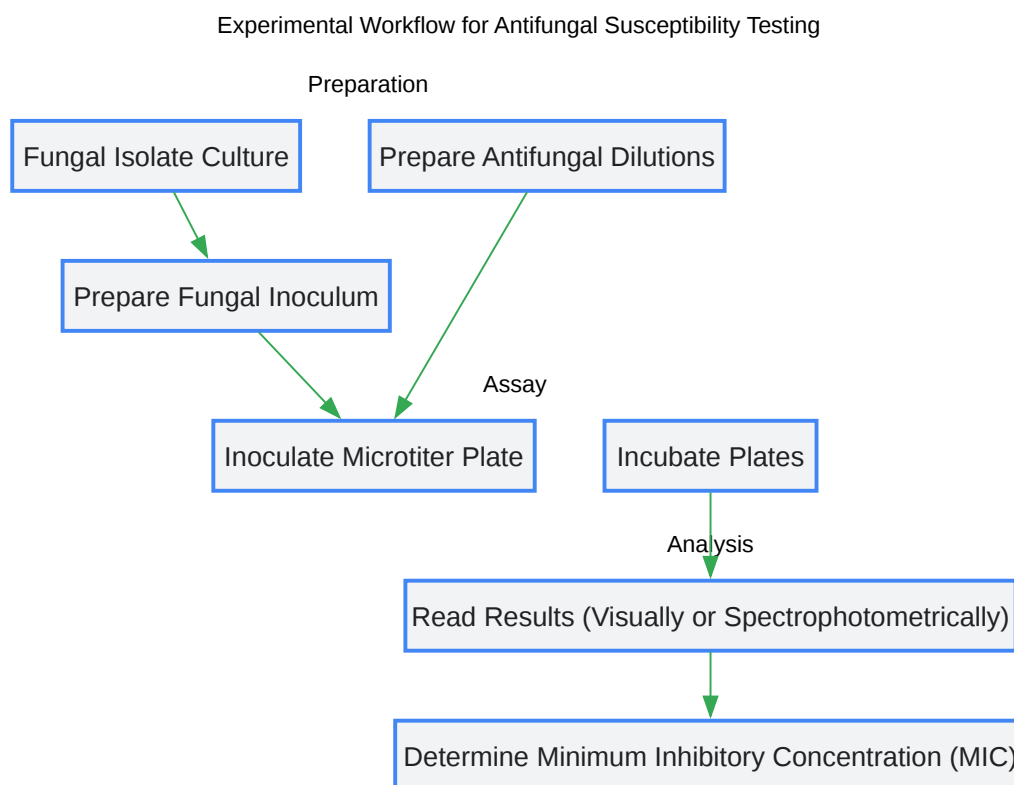 Experimental Workflow for Antifungal Susceptibility Testing
Preparation
Fungal Isolate Culture
Prepare Antifungal Dilutions
Prepare Fungal Inoculum
Assay
Inoculate Microtiter Plate
Incubate Plates
Analysis
Read Results (Visually or Spectrophotometrically)
Determine Minimum Inhibitory Concentration (MIC)